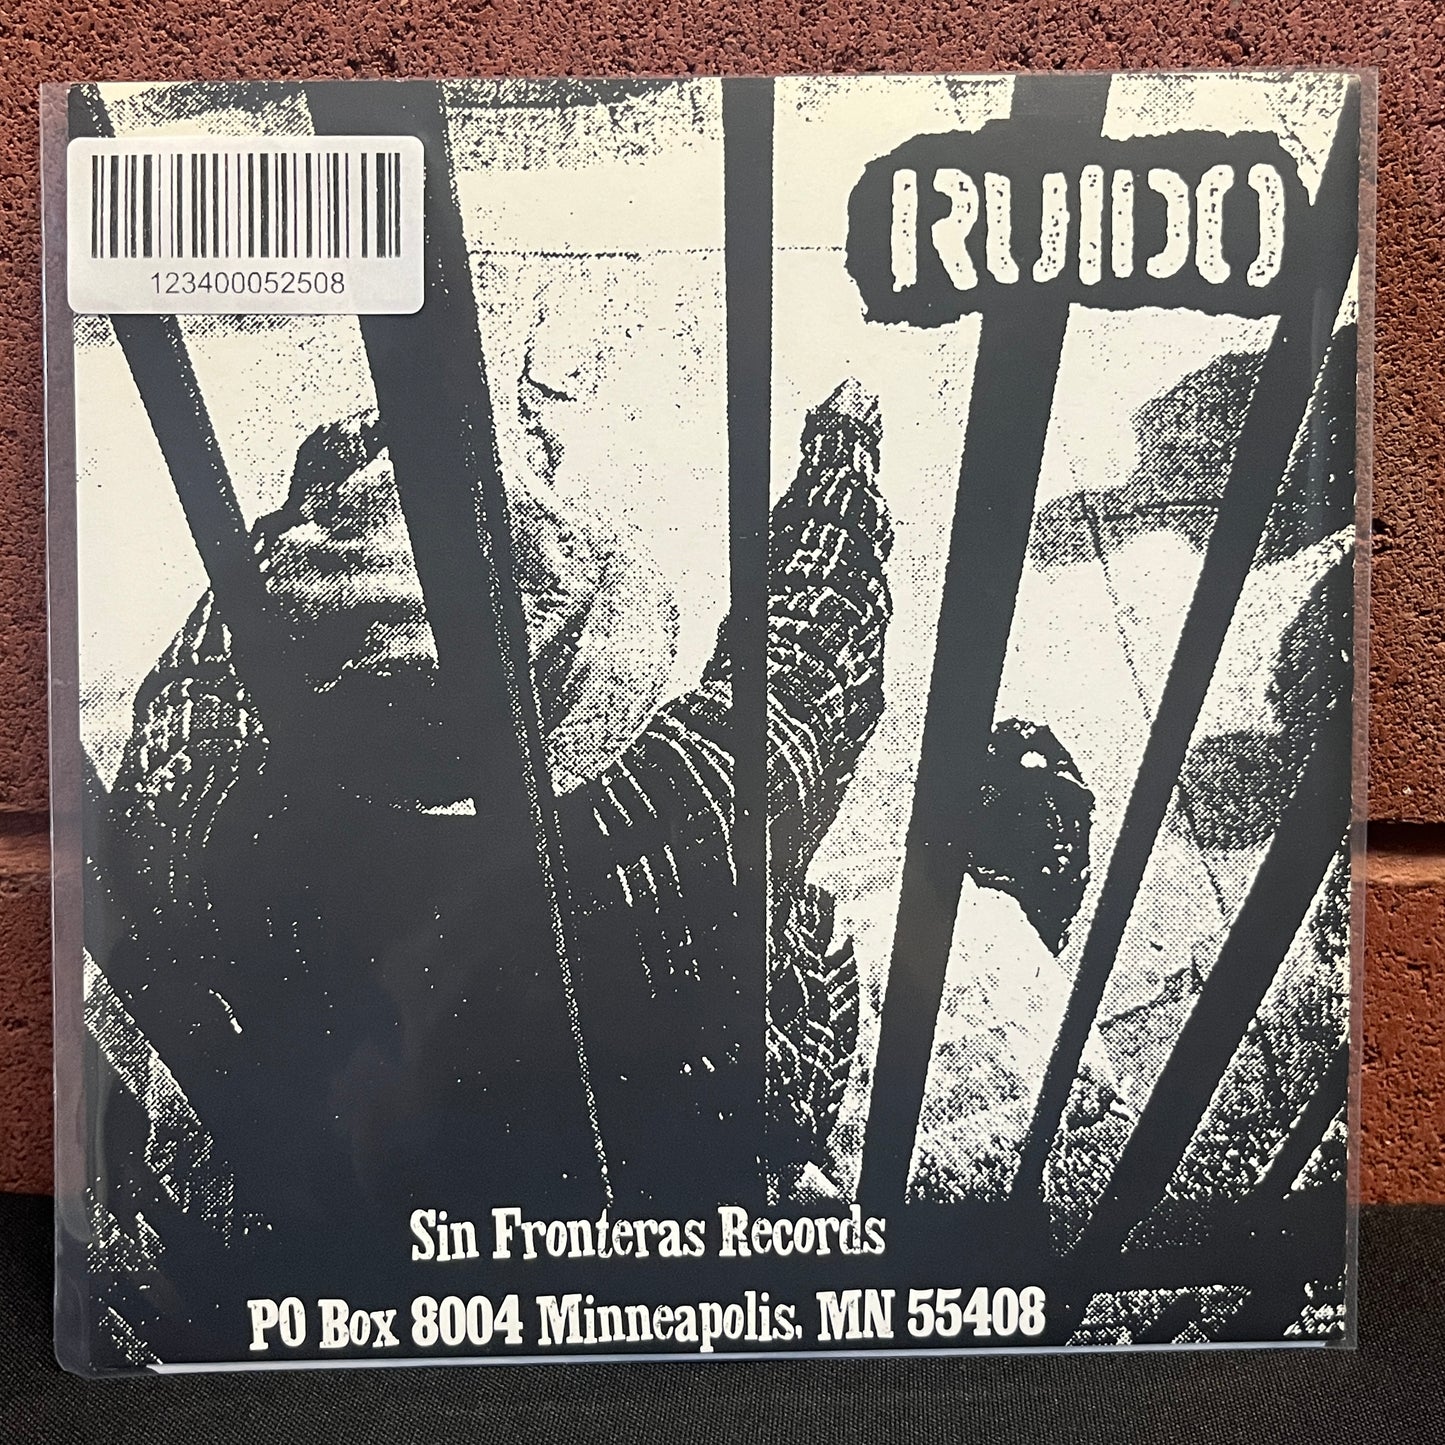 RUIDO
123400052508
Sin Fronteras Records
PO Box 8004 Minneapolis, MN 55408